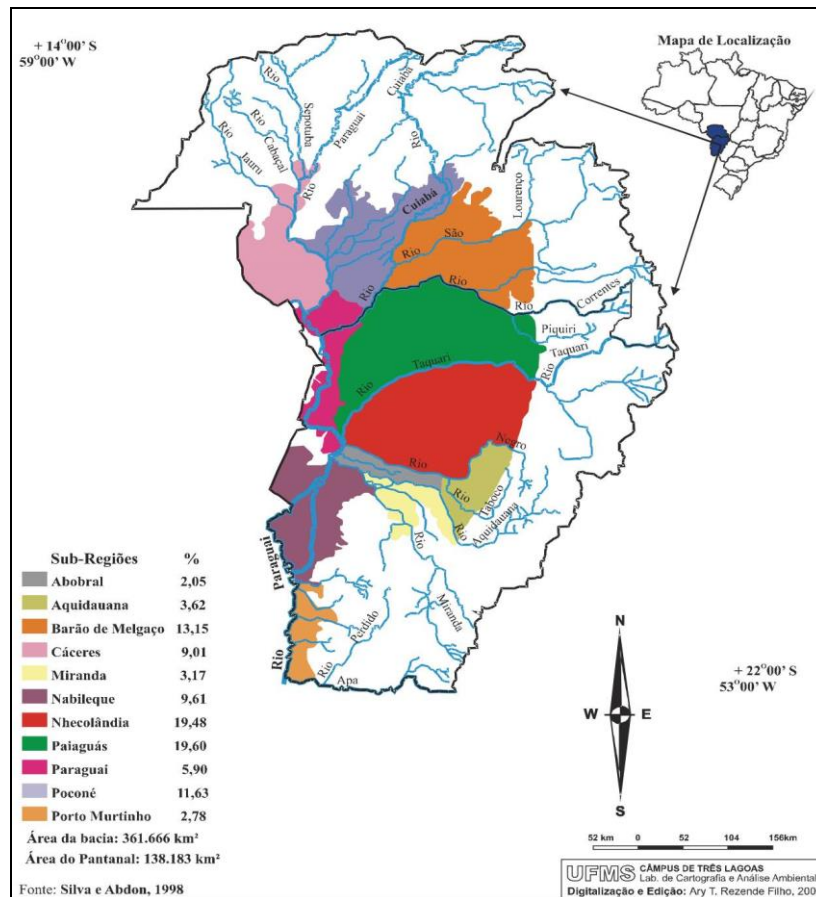 + 14°00' S
59°00' W
Mapa de Localização
Rio
Sepotuba
Rio
Cabaçal
Rio
Jauru
Rio
Paraguai
Cuiabá
Rio
Cuiabá
Rio
São
Lourenço
Rio
Rio
Rio
Correntes
Piquiri
Rio
Taquari
Rio
Taquari
Negro
Rio
Rio
Taboco
Rio
Aquidauana
Rio
Miranda
Paraguai
Rio
Rio
Perdido
Apa
Sub-Regiões %
Abobral 2,05
Aquidauana 3,62
Barão de Melgaço 13,15
Cáceres 9,01
Miranda 3,17
Nabileque 9,61
Nhecolândia 19,48
Paiaguás 19,60
Paraguai 5,90
Poconé 11,63
Porto Murtinho 2,78
Área da bacia: 361.666 km²
Área do Pantanal: 138.183 km²
Fonte: Silva e Abdon, 1998
N
W E
S
+ 22°00' S
53°00' W
52 km 0 52 104 156km
UFMS CÂMPUS DE TRÊS LAGOAS
Lab. de Cartografia e Análise Ambiental
Digitalização e Edição: Ary T. Rezende Filho, 200